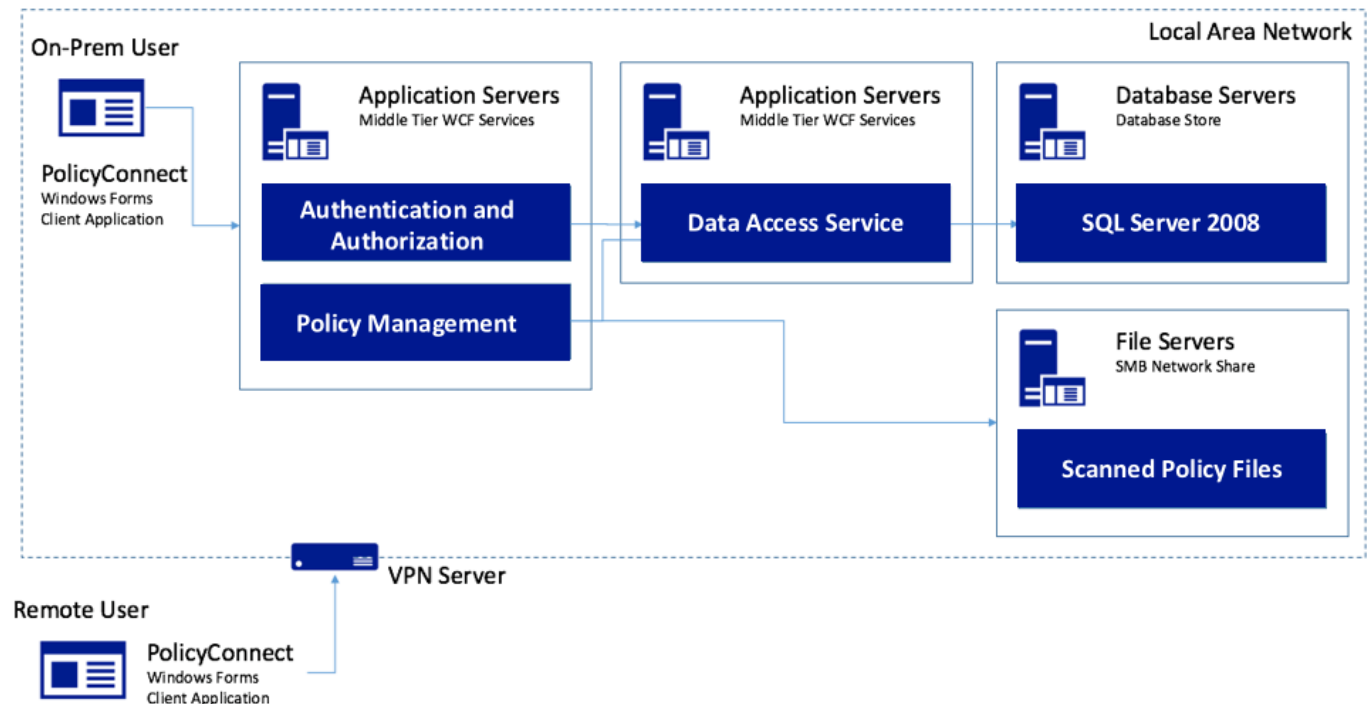 Local Area Network
On-Prem User
PolicyConnect
Windows Forms
Client Application
Application Servers
Middle Tier WCF Services
Authentication and
Authorization
Policy Management
Application Servers
Middle Tier WCF Services
Data Access Service
Database Servers
Database Store
SQL Server 2008
File Servers
SMB Network Share
Scanned Policy Files
VPN Server
Remote User
PolicyConnect
Windows Forms
Client Application